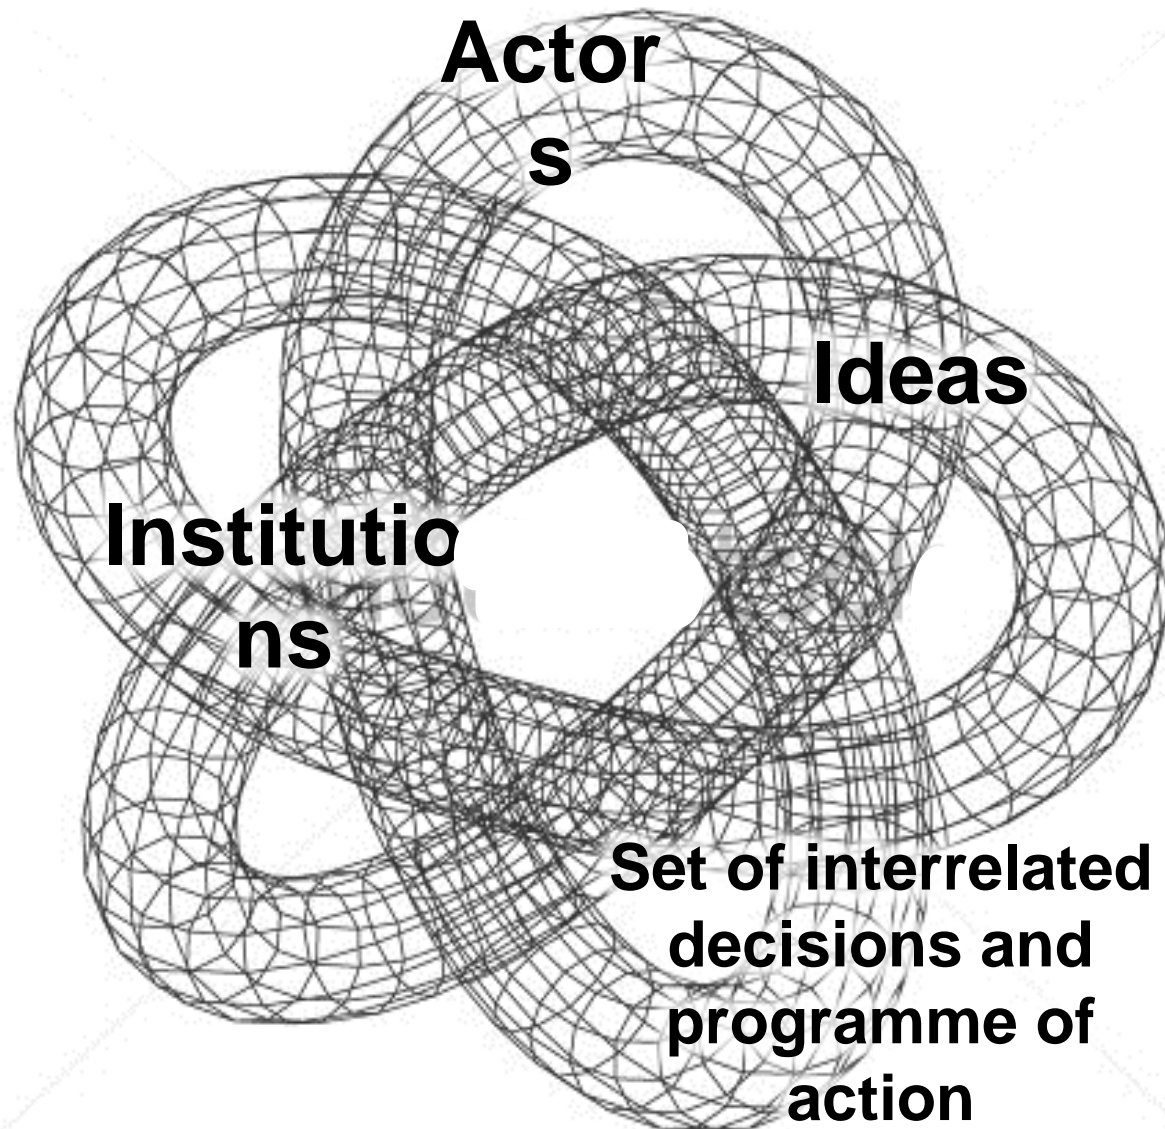 Actor
s
Ideas
Institutio
ns
Set of interrelated
decisions and
programme of
action